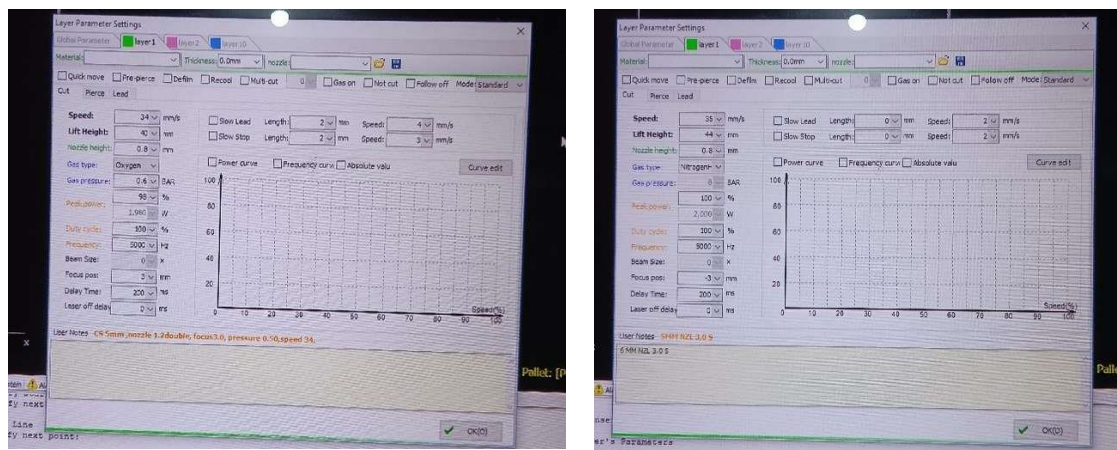 Layer Parameter Settings
Global Parameter layer1 layer2 layer10
Material: Thickness: 0.0mm nozzle:
Quick move Pre-pierce Defilm Recool Multi-cut 0 Gas on Not cut Follow off Mode: Standard
Cut Pierce Lead
Speed: 34 mm/s
Slow Lead Length: 2 mm Speed: 4 mm/s
Lift Height: 40 mm
Slow Stop Length: 2 mm Speed: 3 mm/s
Nozzle height: 0.8 mm
Gas type: Oxygen
Power curve Frequency curv Absolute valu Curve edit
Gas pressure: 0.6 BAR
Peak power: 98 %
1,960 W
Duty cycle: 100 %
Frequency: 5000 Hz
Beam Size: 0 x
Focus pos: 3 mm
Delay Time: 200 ms
Laser off delay 0 ms
100
80
60
40
20
0 10 20 30 40 50 60 70 80 90 100
Speed(%)
User Notes CS 5mm ,nozzle 1.2double, focus3.0, pressure 0.50,speed 34,
OK(O)
Pallet: [P
fy next
Line
fy next point:
Layer Parameter Settings
Global Parameter layer1 layer2 layer10
Material: Thickness: 0.0mm nozzle:
Quick move Pre-pierce Defilm Recool Multi-cut 0 Gas on Not cut Follow off Mode: Standard
Cut Pierce Lead
Speed: 35 mm/s
Slow Lead Length: 0 mm Speed: 2 m/s
Lift Height: 44 mm
Slow Stop Length: 0 mm Speed: 2 m/s
Nozzle height: 0.8 mm
Gas type:
Power curve Frequency curv Absolute valu Curve edit
Gas pressure: BAR
Peak power: 100 %
2,000 W
Duty cycle: 100 %
Frequency: 5000 Hz
Beam Size: 0 x
Focus pos: -3 mm
Delay Time: 200 ms
Laser off delay 0 ms
100
80
60
40
20
0 10 20 30 40 50 60 70 80 90 100
Speed(%)
User Notes 5MM NZL 3.0 S
OK(O)
Palle
er's Parameters